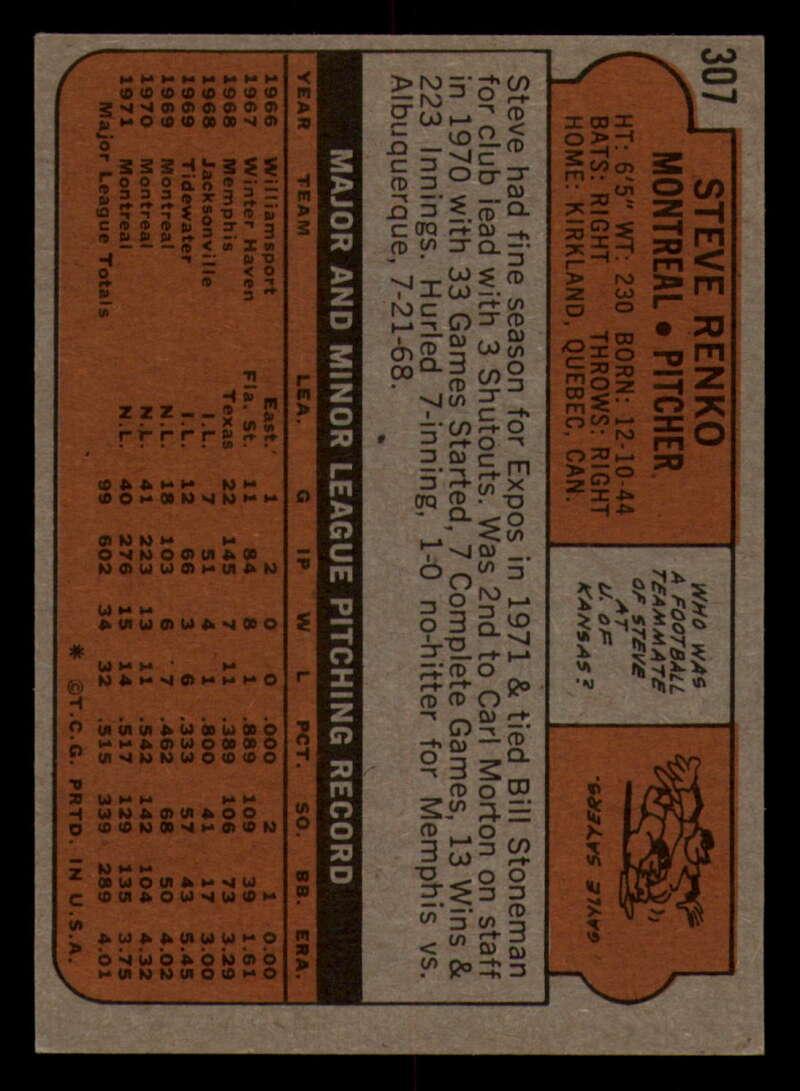 307
STEVE RENKO
MONTREAL • PITCHER
HT: 6'5" WT: 230 BORN: 12-10-44
BATS: RIGHT THROWS: RIGHT
HOME: KIRKLAND, QUEBEC, CAN.
WHO WAS
A FOOTBALL
TEAMMATE
OF STEVE
AT
U. OF
KANSAS?
GAYLE SAYERS.
Steve had fine season for Expos in 1971 & tied Bill Stoneman
for club lead with 3 Shutouts. Was 2nd to Carl Morton on staff
in 1970 with 33 Games Started, 7 Complete Games, 13 Wins &
223 Innings. Hurled 7-inning, 1-0 no-hitter for Memphis vs.
Albuquerque, 7-21-68.
MAJOR AND MINOR LEAGUE PITCHING RECORD
YEAR TEAM LEA. G IP W L PCT. SO. BB. ERA.
1966 Williamsport East. 1 2 0 0 .000 2 1 0.00
1967 Winter Haven Fla. St. 11 84 8 1 .889 109 39 1.61
1968 Memphis Texas 22 145 7 11 .389 106 73 3.29
1968 Jacksonville I.L. 7 51 4 1 .800 41 17 3.00
1969 Tidewater I.L. 12 66 3 6 .333 57 43 5.45
1969 Montreal N.L. 18 103 6 7 .462 68 50 4.02
1970 Montreal N.L. 41 223 13 11 .542 142 104 4.32
1971 Montreal N.L. 40 276 15 14 .517 129 135 3.75
Major League Totals 99 602 34 32 .515 339 289 4.01
* ©T.C.G. PRTD. IN U.S.A.